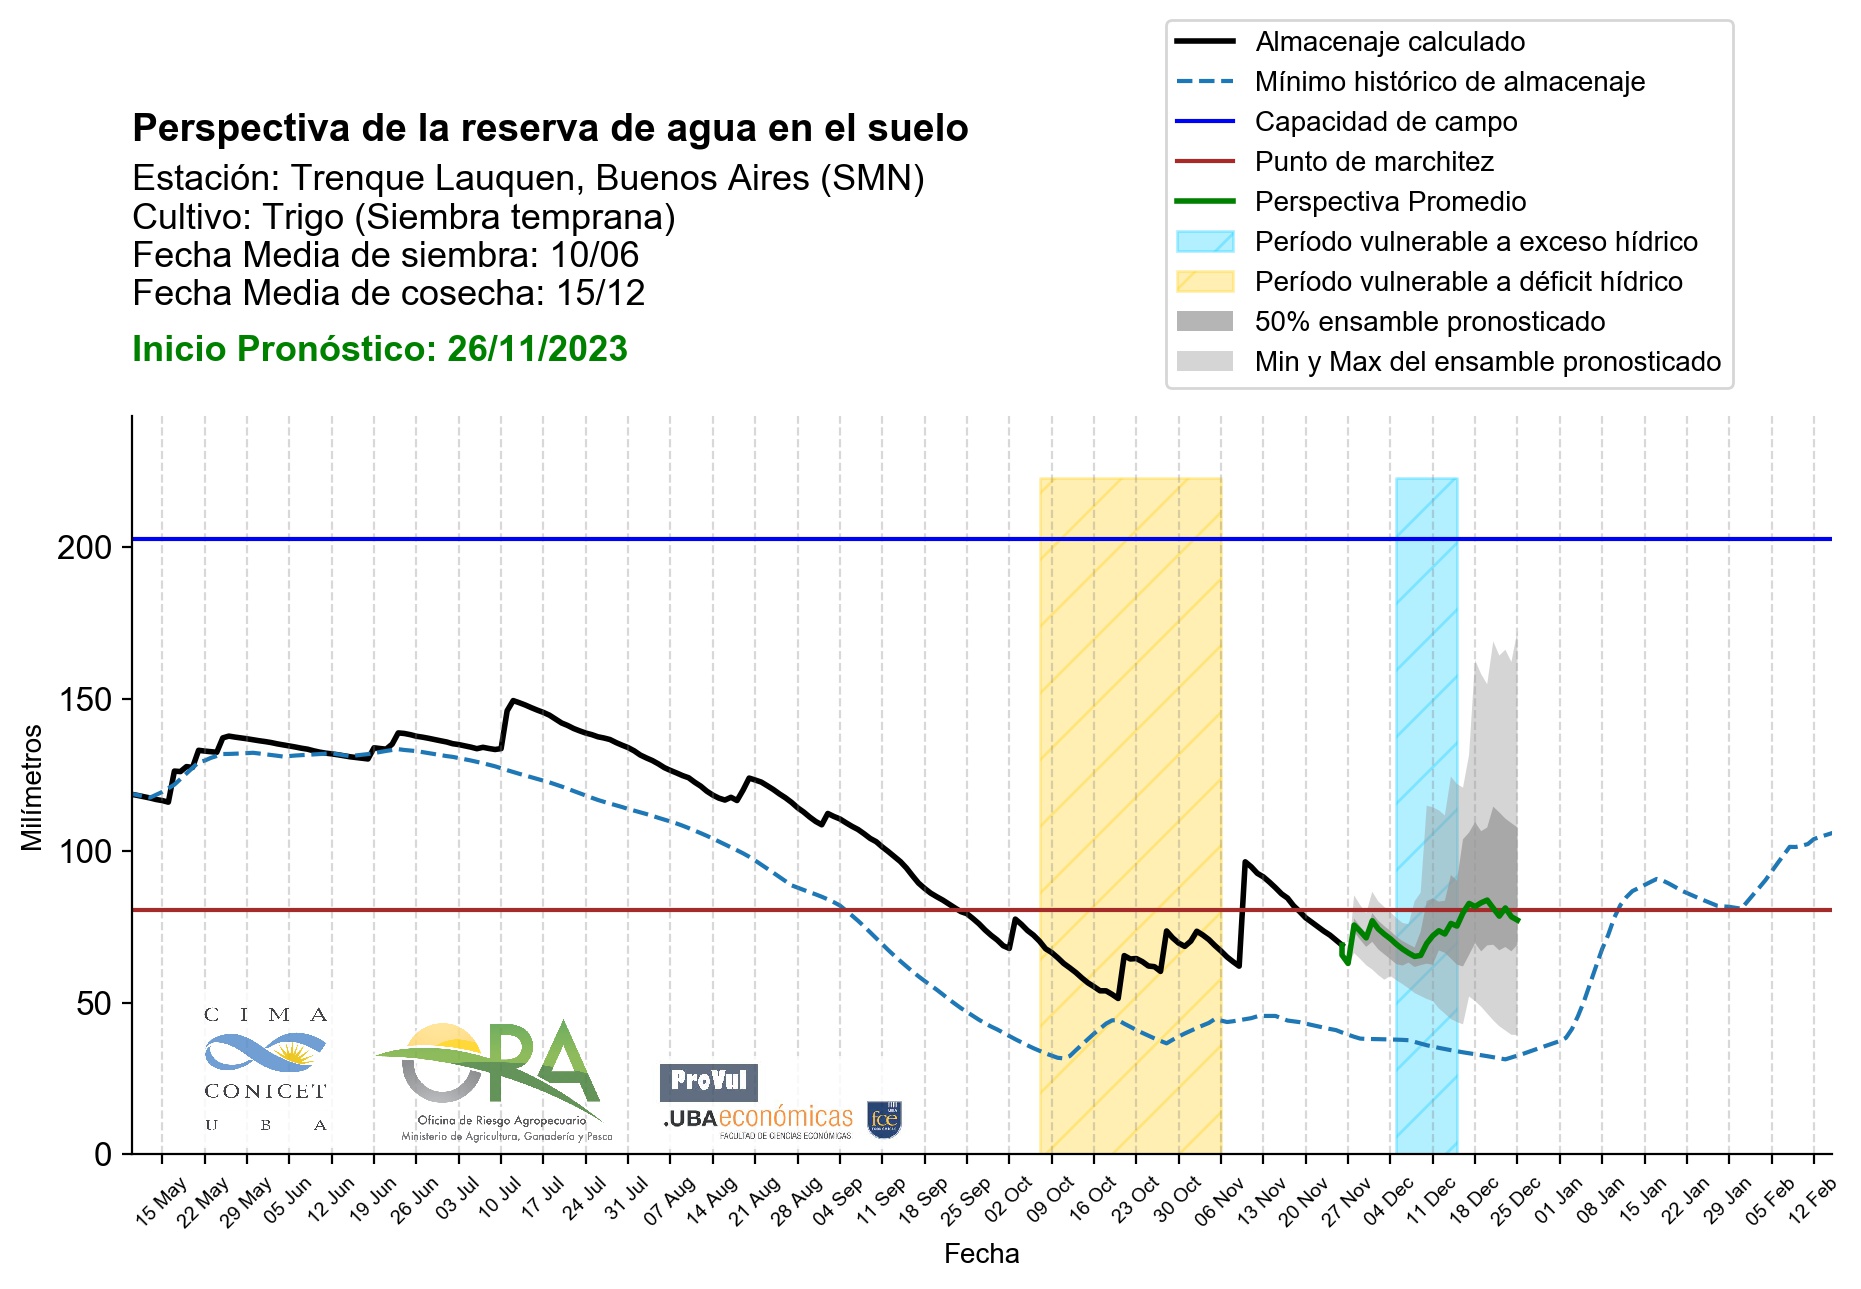 Almacenaje calculado
Mínimo histórico de almacenaje
Capacidad de campo
Punto de marchitez
Perspectiva Promedio
Período vulnerable a exceso hídrico
Período vulnerable a déficit hídrico
50% ensamble pronosticado
Min y Max del ensamble pronosticado
Perspectiva de la reserva de agua en el suelo
Estación: Trenque Lauquen, Buenos Aires (SMN)
Cultivo: Trigo (Siembra temprana)
Fecha Media de siembra: 10/06
Fecha Media de cosecha: 15/12
Inicio Pronóstico: 26/11/2023
Milímetros
200
150
100
50
0
CIMA
CONICET
UBA
ORA
Oficina de Riesgo Agropecuario
Ministerio de Agricultura, Ganadería y Pesca
ProVul
.UBAeconómicas
FACULTAD DE CIENCIAS ECONÓMICAS
UBA
fce
ECONÓMICAS
15 May
22 May
29 May
05 Jun
12 Jun
19 Jun
26 Jun
03 Jul
10 Jul
17 Jul
24 Jul
31 Jul
07 Aug
14 Aug
21 Aug
28 Aug
04 Sep
11 Sep
18 Sep
25 Sep
02 Oct
09 Oct
16 Oct
23 Oct
30 Oct
06 Nov
13 Nov
20 Nov
27 Nov
04 Dec
11 Dec
18 Dec
25 Dec
01 Jan
08 Jan
15 Jan
22 Jan
29 Jan
05 Feb
12 Feb
Fecha